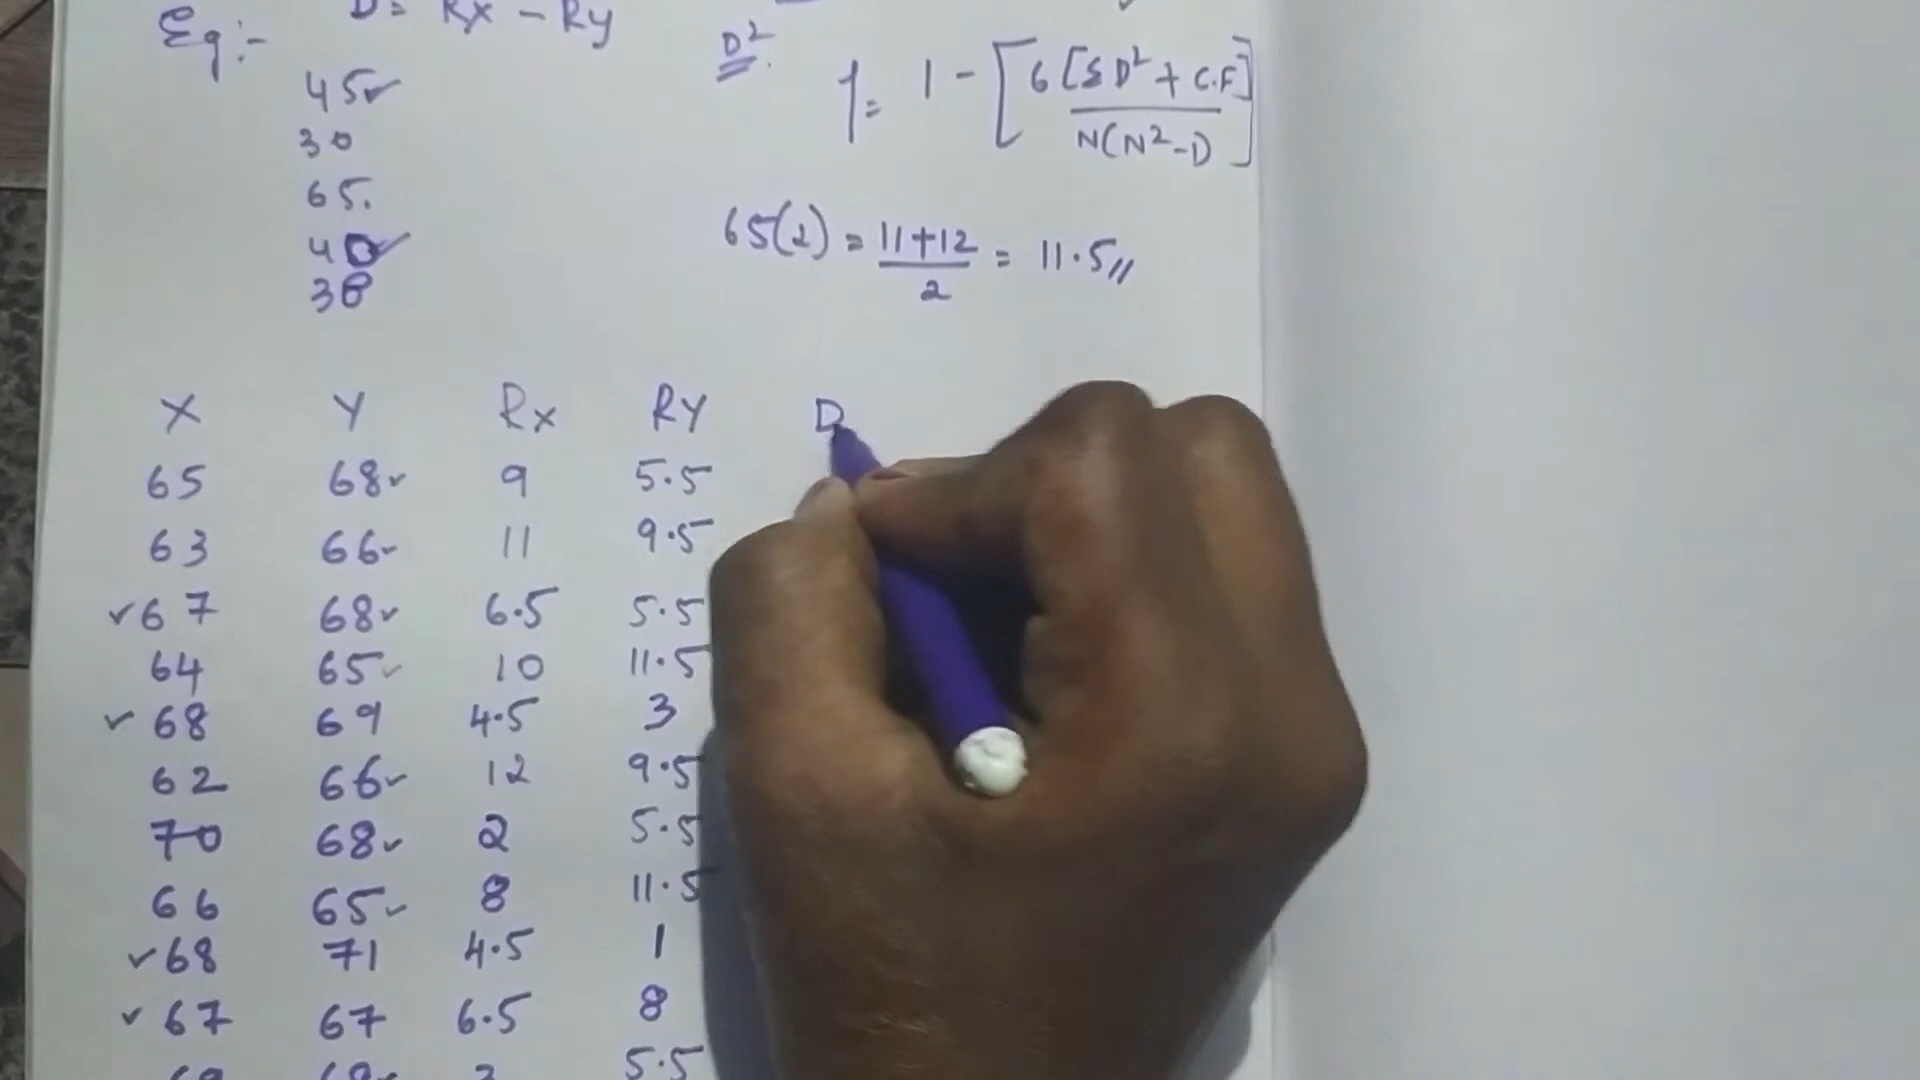 Eg:- D = Rx - Ry
45✓
30
65.
40✓
30
D²
r = 1 - [6[ΣD² + C.F] / N(N²-1)]
65(2) = 11+12 / 2 = 11.5//
X Y Rx RY D
65 68✓ 9 5.5
63 66✓ 11 9.5
✓67 68✓ 6.5 5.5
64 65✓ 10 11.5
✓68 69 4.5 3
62 66✓ 12 9.5
70 68✓ 2 5.5
66 65✓ 8 11.5
✓68 71 4.5 1
✓67 67 6.5 8
5.5